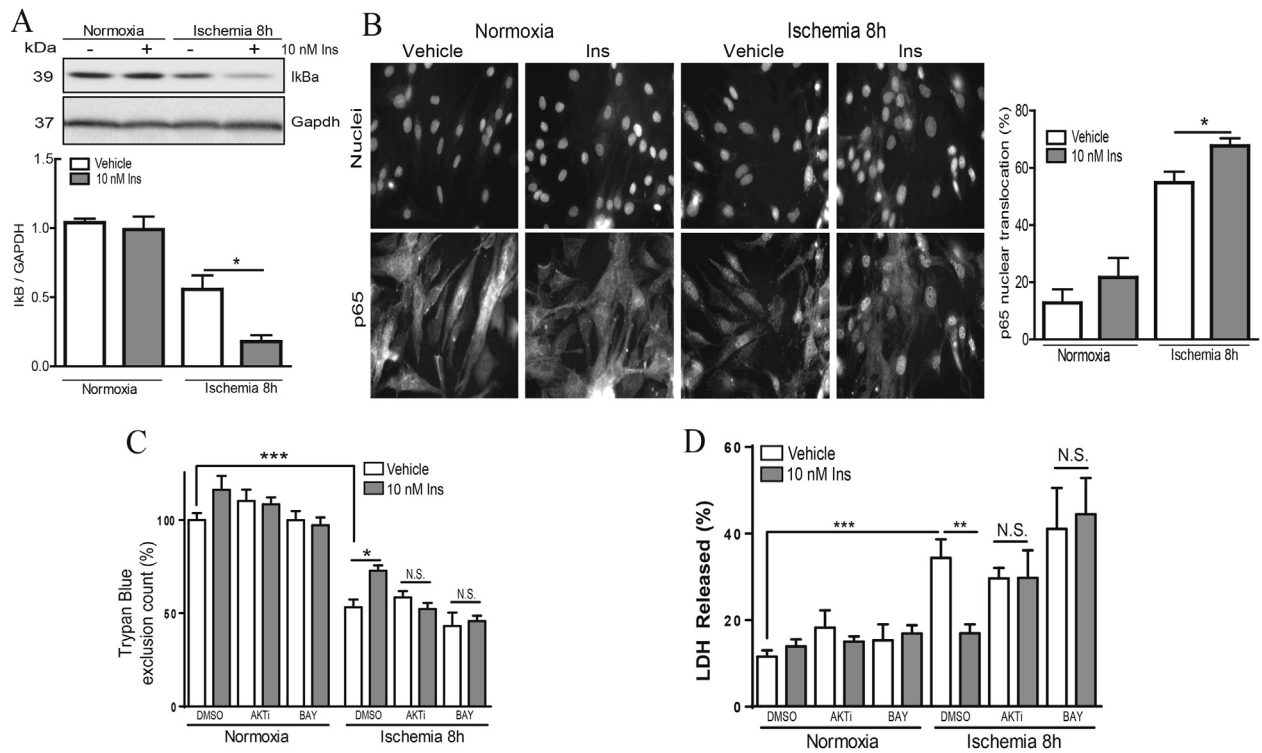 A
Normoxia Ischemia 8h
kDa - + - + 10 nM Ins
39 IkBa
37 Gapdh
1.5
Vehicle
10 nM Ins
1.0
*
0.5
0.0
IkB / GAPDH
Normoxia Ischemia 8h
B
Normoxia Ischemia 8h
Vehicle Ins Vehicle Ins
Nuclei
p65
80
*
Vehicle
10 nM Ins
60
40
20
0
p65 nuclear translocation (%)
Normoxia Ischemia 8h
C
***
Vehicle
10 nM Ins
100
* N.S. N.S.
50
0
Trypan Blue
exclusion count (%)
DMSO AKTi BAY DMSO AKTi BAY
Normoxia Ischemia 8h
D
60
Vehicle
10 nM Ins
N.S.
*** ** N.S.
40
20
0
LDH Released (%)
DMSO AKTi BAY DMSO AKTi BAY
Normoxia Ischemia 8h